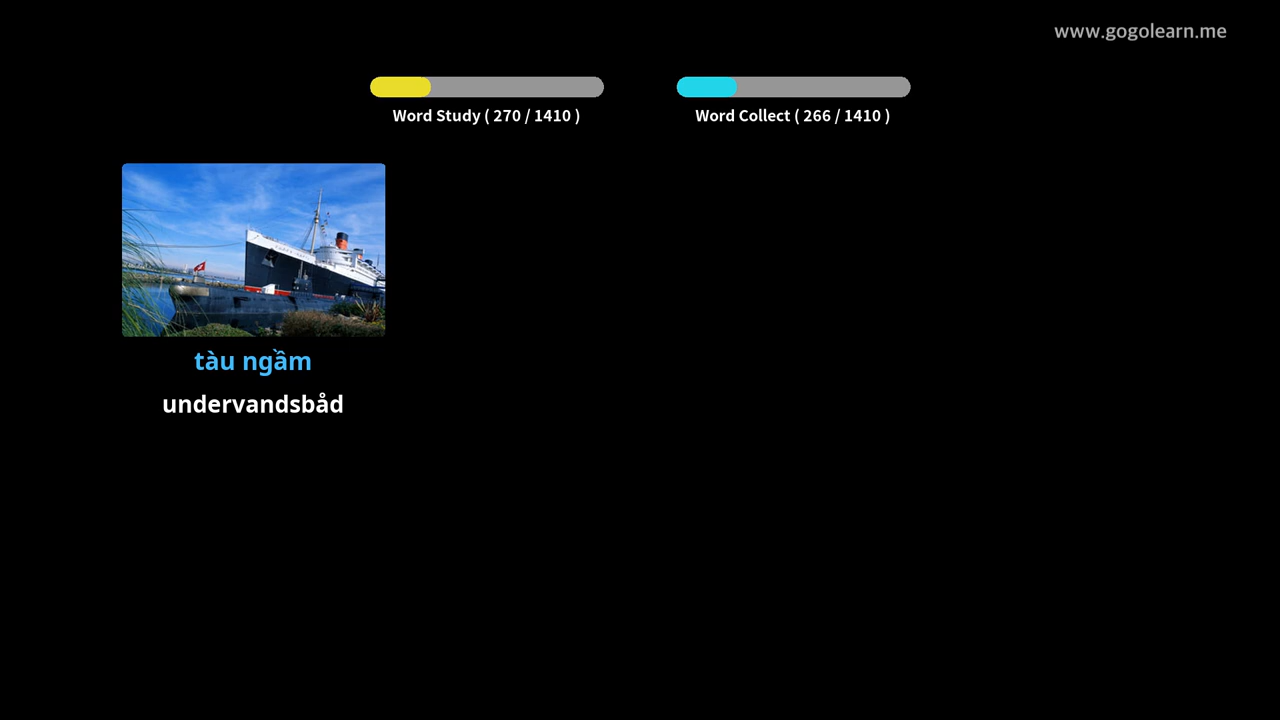 www.gogolearn.me
Word Study ( 270 / 1410 )
Word Collect ( 266 / 1410 )
tàu ngầm
undervandsbåd